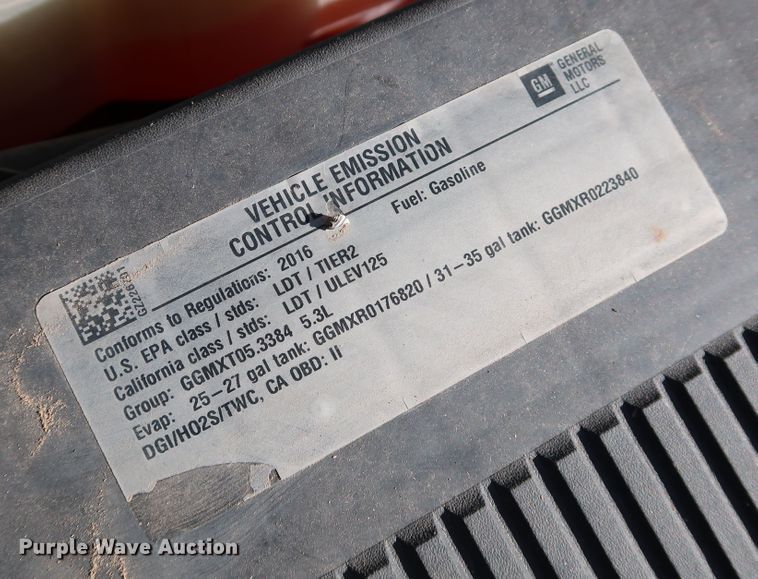 GM GENERAL
MOTORS
LLC
VEHICLE EMISSION
CONTROL INFORMATION
Conforms to Regulations: 2016 Fuel: Gasoline
U.S. EPA class / stds: LDT / TIER2
California class / stds: LDT / ULEV125
Group: GGMXT05.3384 5.3L
Evap: 25–27 gal tank: GGMXR0176820 / 31–35 gal tank: GGMXR0223840
DGI/HO2S/TWC, CA OBD: II
Purple Wave Auction